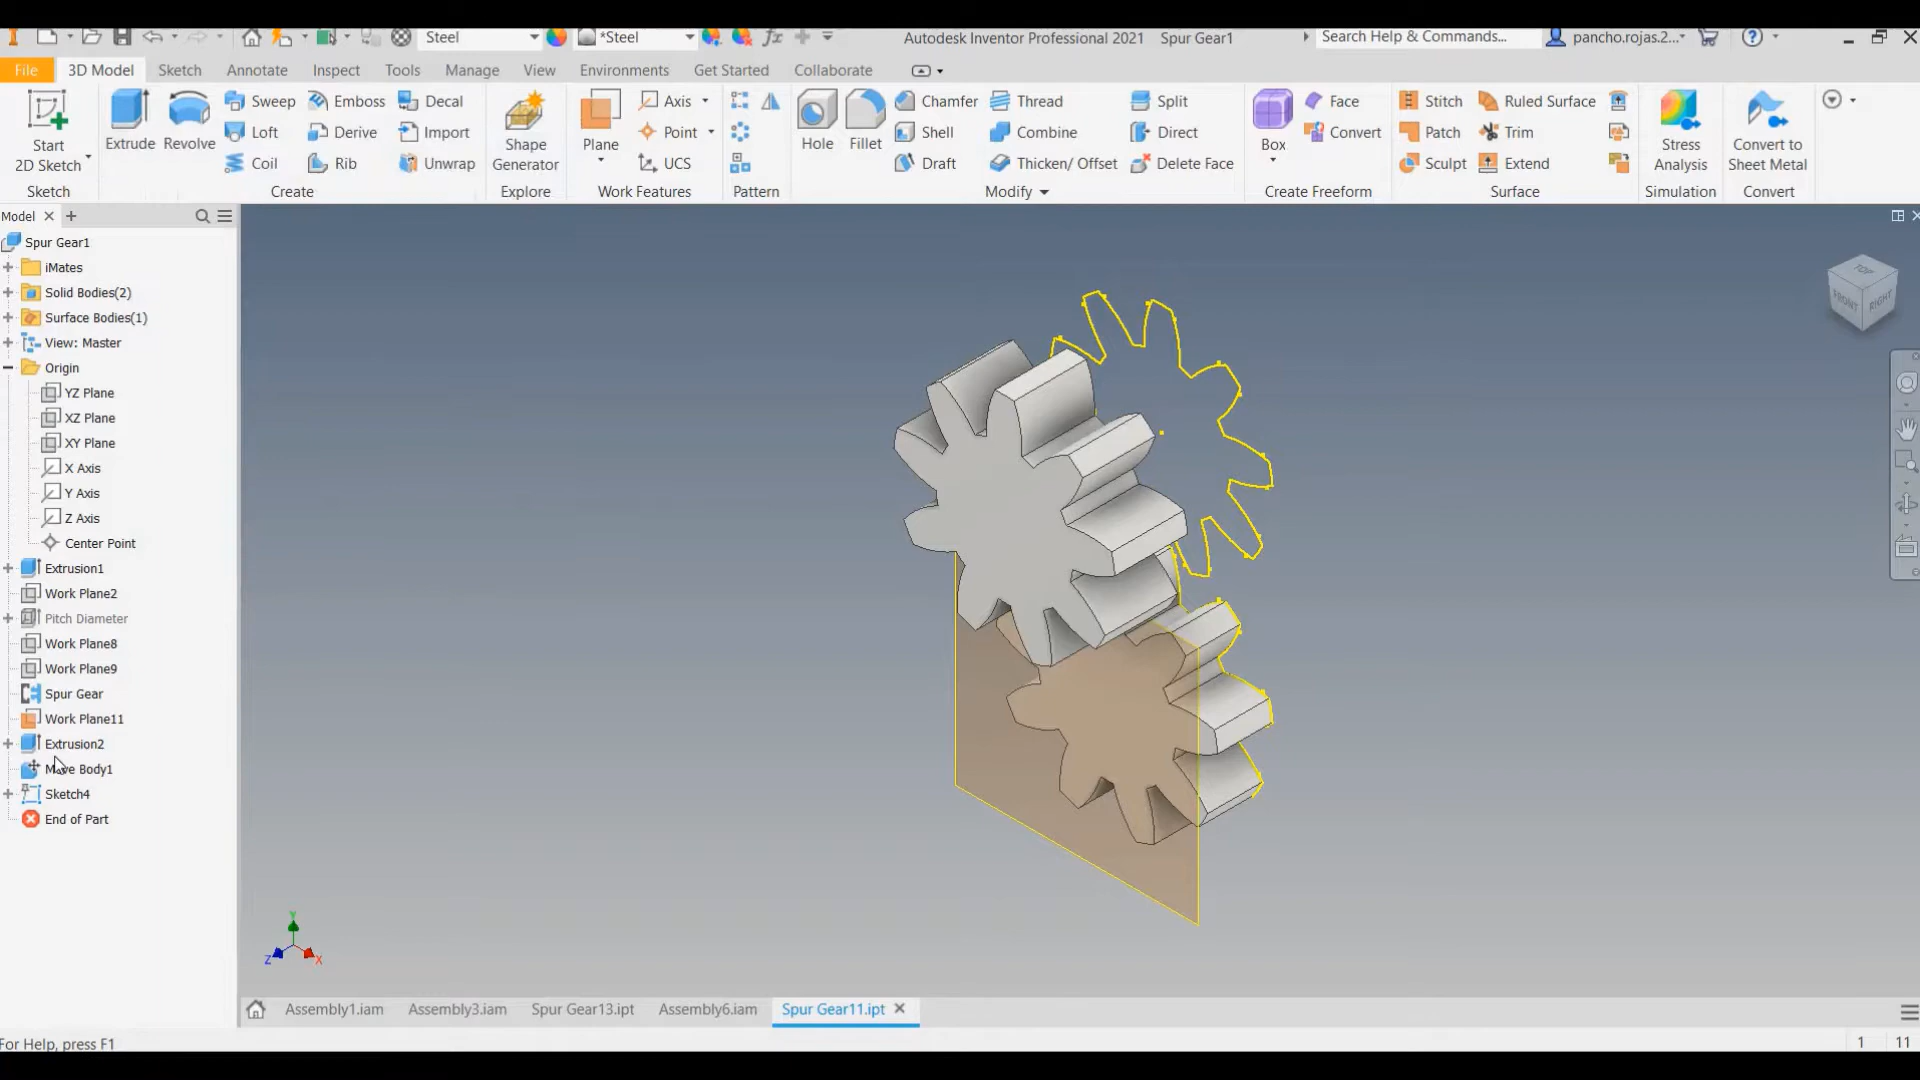 Steel
*Steel
Autodesk Inventor Professional 2021 Spur Gear1
Search Help & Commands...
pancho.rojas.2...
File 3D Model Sketch Annotate Inspect Tools Manage View Environments Get Started Collaborate
Start
2D Sketch
Extrude
Revolve
Sweep
Loft
Coil
Emboss
Derive
Rib
Decal
Import
Unwrap
Shape
Generator
Plane
Axis
Point
UCS
Hole
Fillet
Chamfer
Shell
Draft
Thread
Combine
Thicken/ Offset
Split
Direct
Delete Face
Box
Face
Convert
Stitch
Patch
Sculpt
Ruled Surface
Trim
Extend
Stress
Analysis
Convert to
Sheet Metal
Sketch Create Explore Work Features Pattern Modify Create Freeform Surface Simulation Convert
Model
Spur Gear1
iMates
Solid Bodies(2)
Surface Bodies(1)
View: Master
Origin
YZ Plane
XZ Plane
XY Plane
X Axis
Y Axis
Z Axis
Center Point
Extrusion1
Work Plane2
Pitch Diameter
Work Plane8
Work Plane9
Spur Gear
Work Plane11
Extrusion2
Move Body1
Sketch4
End of Part
TOP
FRONT
RIGHT
Y
Z
X
Assembly1.iam Assembly3.iam Spur Gear13.ipt Assembly6.iam Spur Gear11.ipt
For Help, press F1
1 11